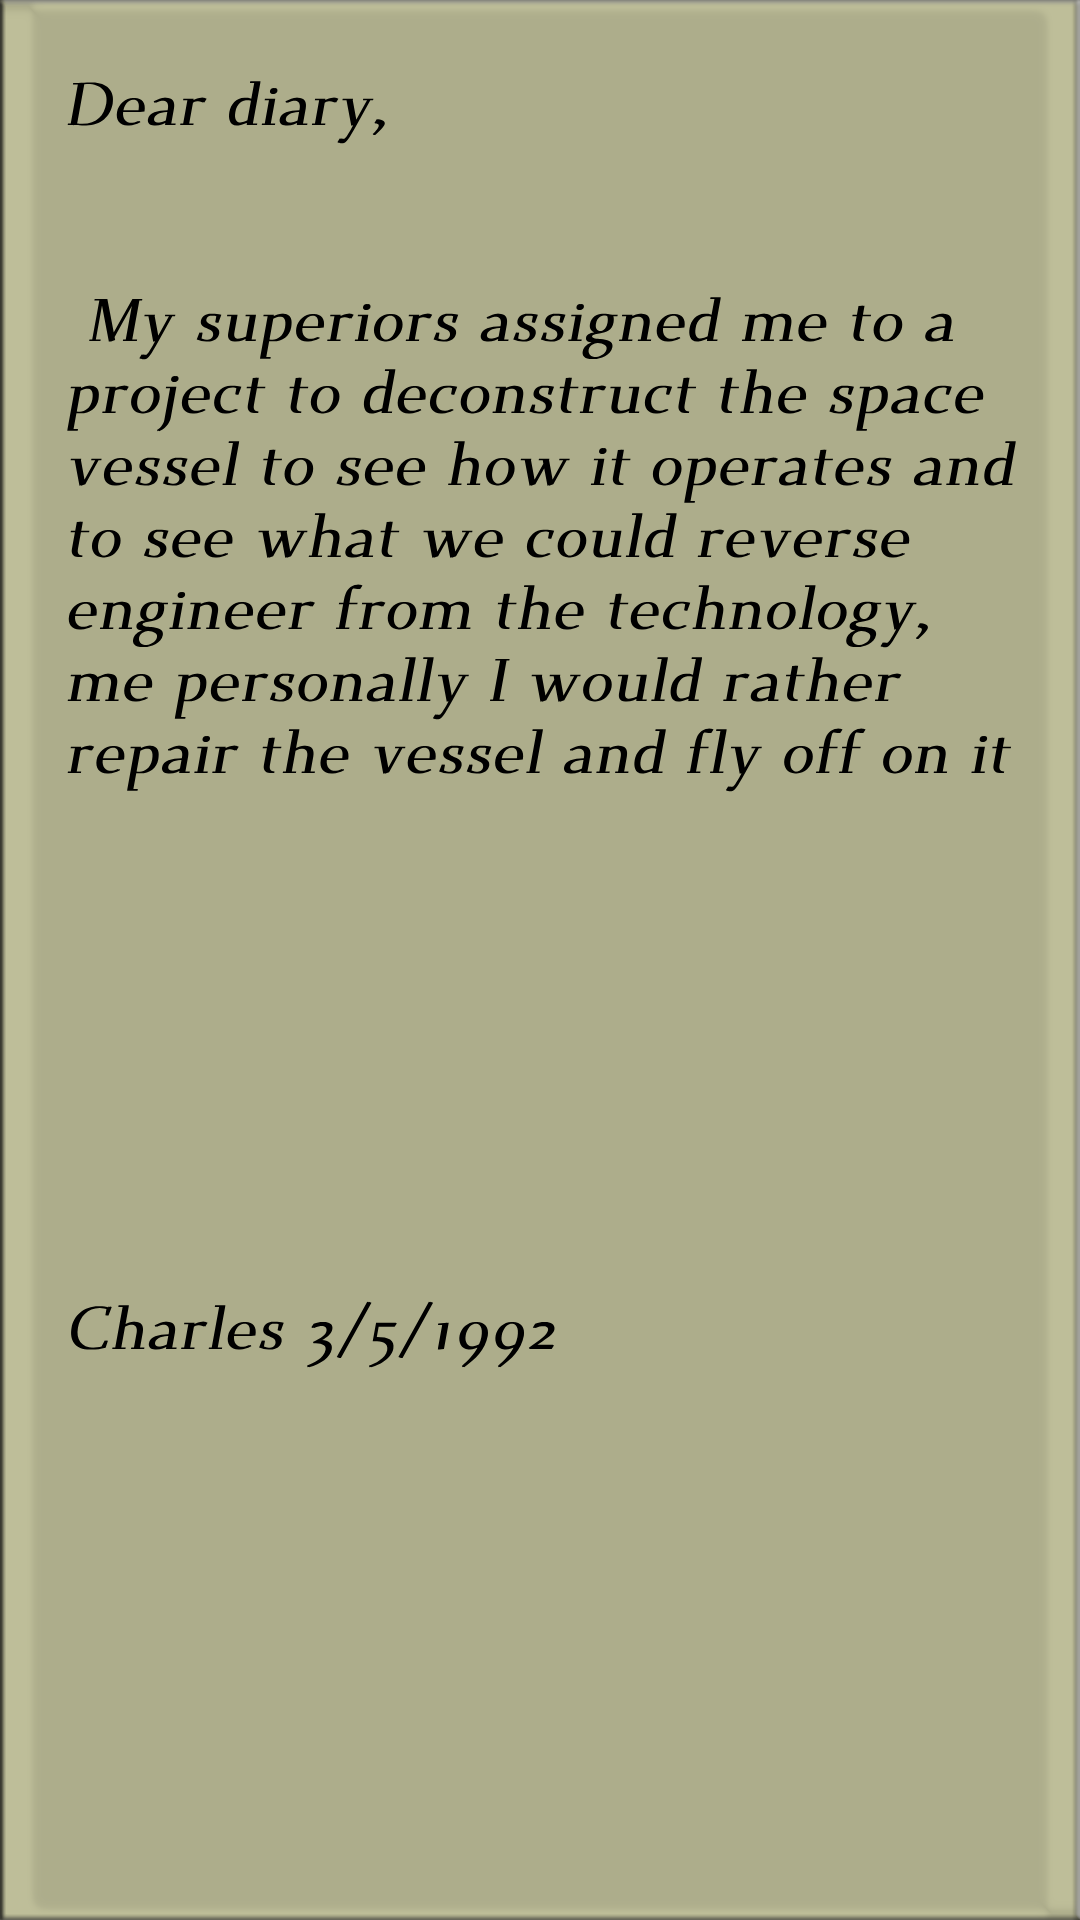 Dear diary,
My superiors assigned me to a
project to deconstruct the space
vessel to see how it operates and
to see what we could reverse
engineer from the technology,
me personally I would rather
repair the vessel and fly off on it
Charles 3/5/1992